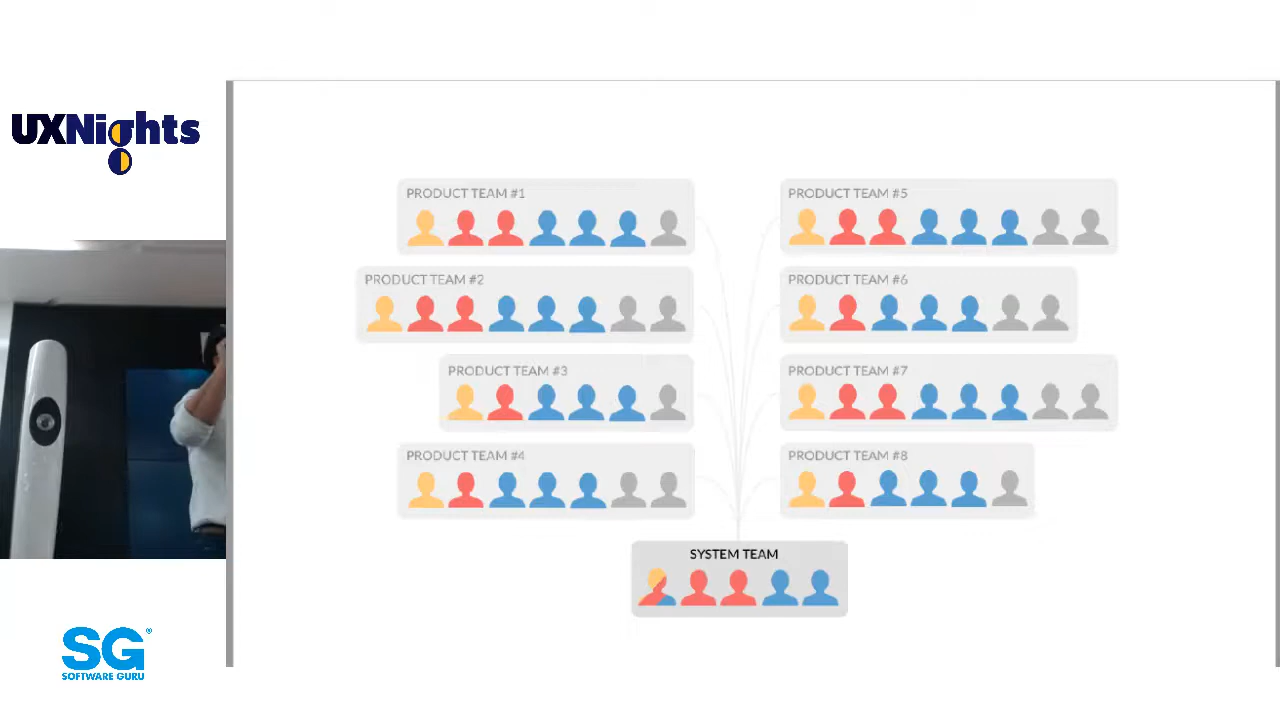 UXNights
PRODUCT TEAM #1
PRODUCT TEAM #2
PRODUCT TEAM #3
PRODUCT TEAM #4
PRODUCT TEAM #5
PRODUCT TEAM #6
PRODUCT TEAM #7
PRODUCT TEAM #8
SYSTEM TEAM
SG®
SOFTWARE GURU